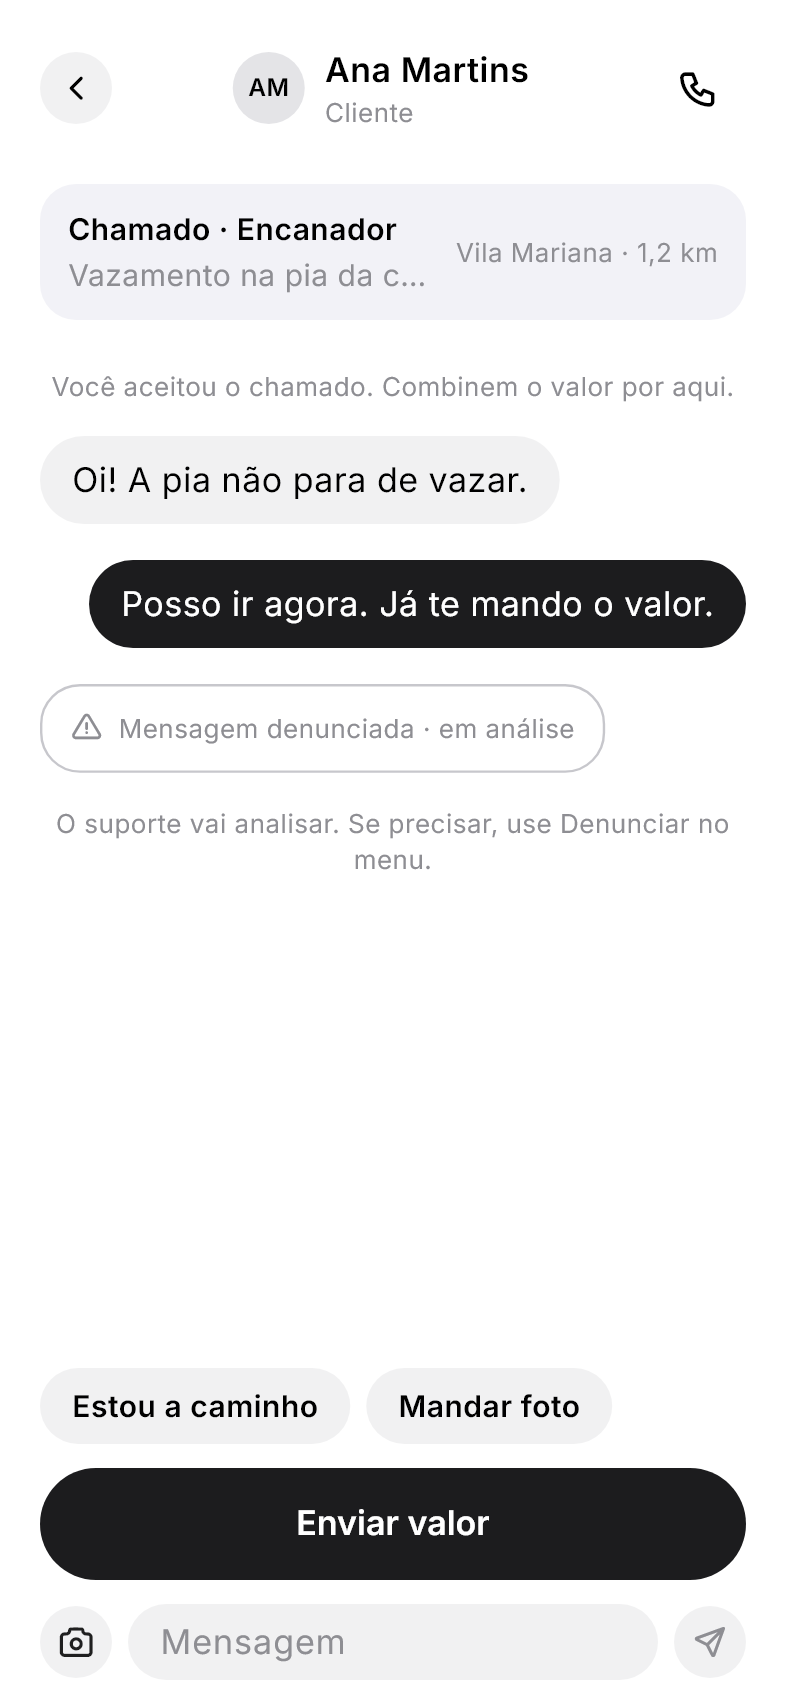 AM
Ana Martins
Cliente
Chamado · Encanador
Vazamento na pia da c...
Vila Mariana · 1,2 km
Você aceitou o chamado. Combinem o valor por aqui.
Oi! A pia não para de vazar.
Posso ir agora. Já te mando o valor.
Mensagem denunciada · em análise
O suporte vai analisar. Se precisar, use Denunciar no
menu.
Estou a caminho
Mandar foto
Enviar valor
Mensagem